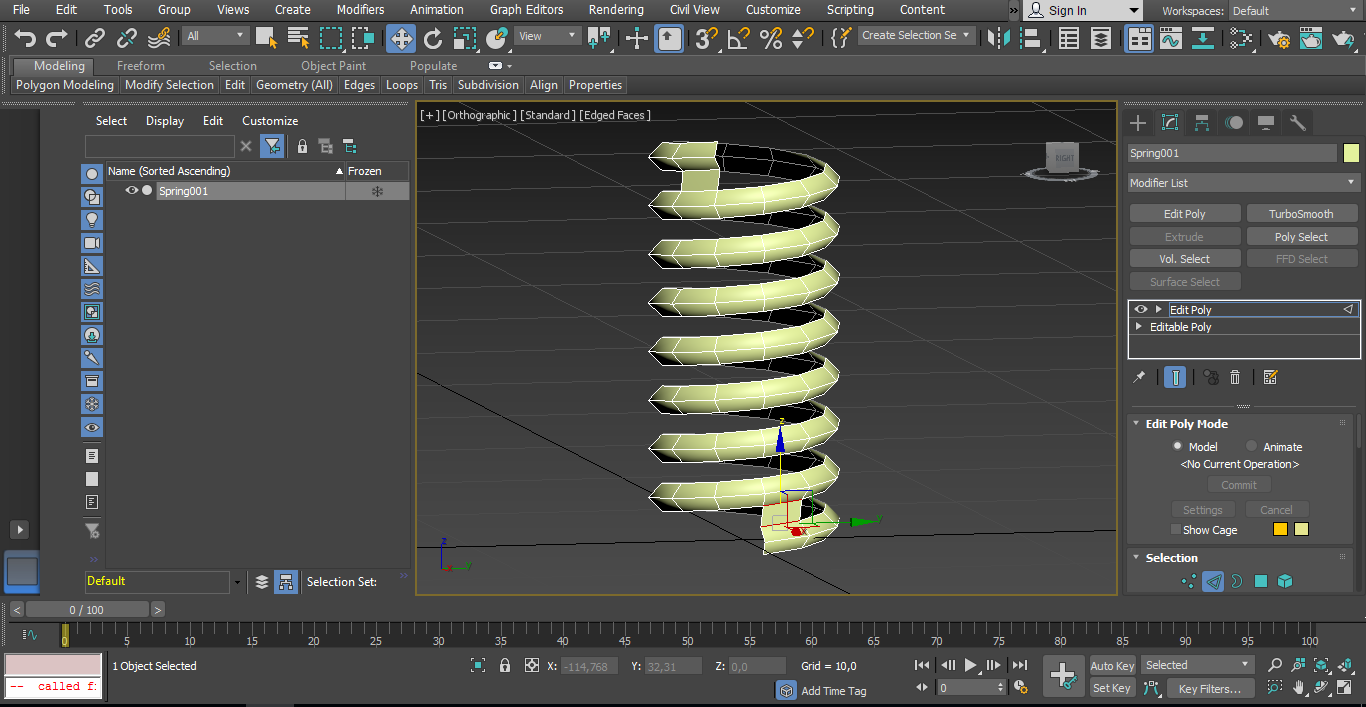 File Edit Tools Group Views Create Modifiers Animation Graph Editors Rendering Civil View Customize Scripting Content » Sign In Workspaces: Default
All View Create Selection Se
Modeling Freeform Selection Object Paint Populate
Polygon Modeling Modify Selection Edit Geometry (All) Edges Loops Tris Subdivision Align Properties
Select Display Edit Customize
Name (Sorted Ascending) Frozen
Spring001
Default
Selection Set:
[+] [Orthographic ] [Standard ] [Edged Faces ]
RIGHT
z
y
x
z
y
Spring001
Modifier List
Edit Poly TurboSmooth
Extrude Poly Select
Vol. Select FFD Select
Surface Select
Edit Poly
Editable Poly
Edit Poly Mode
Model Animate
<No Current Operation>
Commit
Settings Cancel
Show Cage
Selection
< 0 / 100 >
0 5 10 15 20 25 30 35 40 45 50 55 60 65 70 75 80 85 90 95 100
1 Object Selected X: -114,768 Y: 32,31 Z: 0,0 Grid = 10,0 Auto Key Selected
-- called f
Add Time Tag 0 Set Key Key Filters...